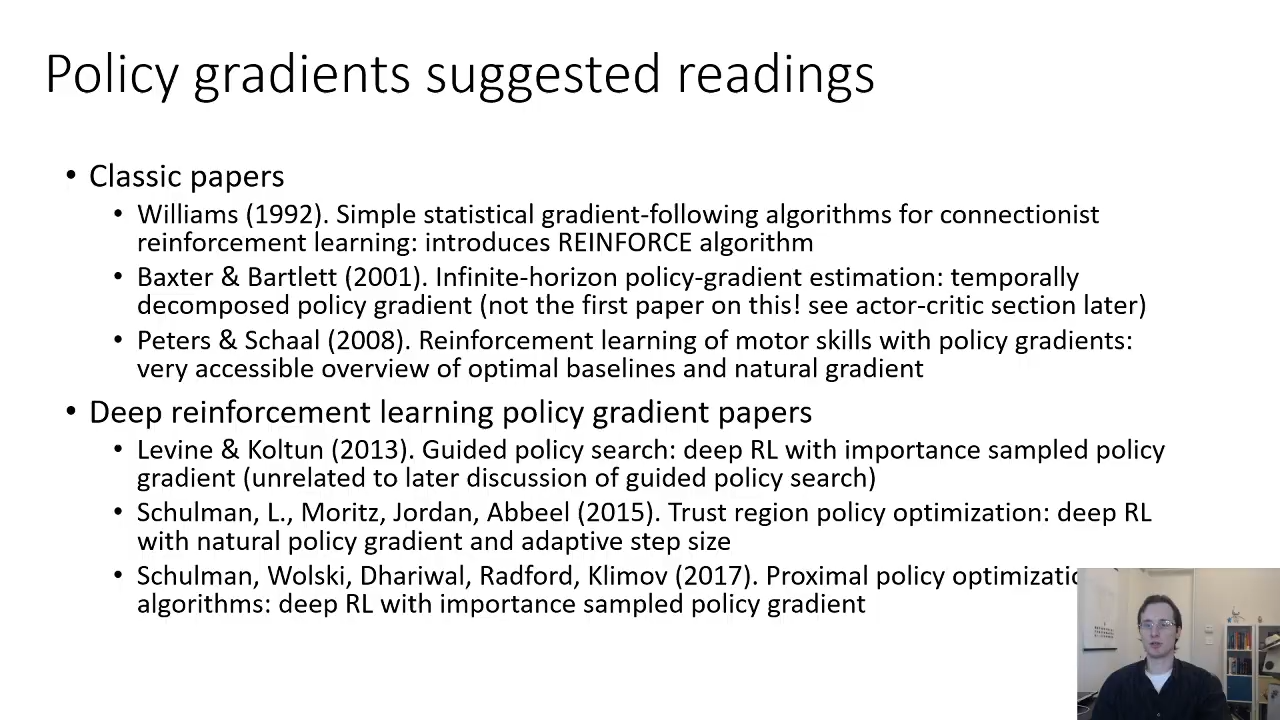 Policy gradients suggested readings
• Classic papers
• Williams (1992). Simple statistical gradient-following algorithms for connectionist
reinforcement learning: introduces REINFORCE algorithm
• Baxter & Bartlett (2001). Infinite-horizon policy-gradient estimation: temporally
decomposed policy gradient (not the first paper on this! see actor-critic section later)
• Peters & Schaal (2008). Reinforcement learning of motor skills with policy gradients:
very accessible overview of optimal baselines and natural gradient
• Deep reinforcement learning policy gradient papers
• Levine & Koltun (2013). Guided policy search: deep RL with importance sampled policy
gradient (unrelated to later discussion of guided policy search)
• Schulman, L., Moritz, Jordan, Abbeel (2015). Trust region policy optimization: deep RL
with natural policy gradient and adaptive step size
• Schulman, Wolski, Dhariwal, Radford, Klimov (2017). Proximal policy
algorithms: deep RL with importance sampled policy gradient